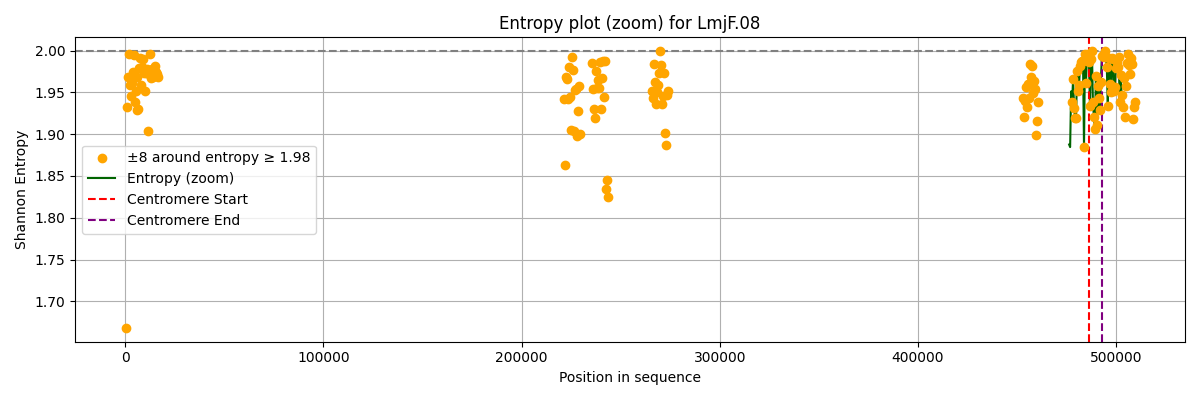 Entropy plot (zoom) for LmjF.08
Shannon Entropy
2.00
1.95
1.90
1.85
1.80
1.75
1.70
±8 around entropy ≥ 1.98
Entropy (zoom)
Centromere Start
Centromere End
0 100000 200000 300000 400000 500000
Position in sequence